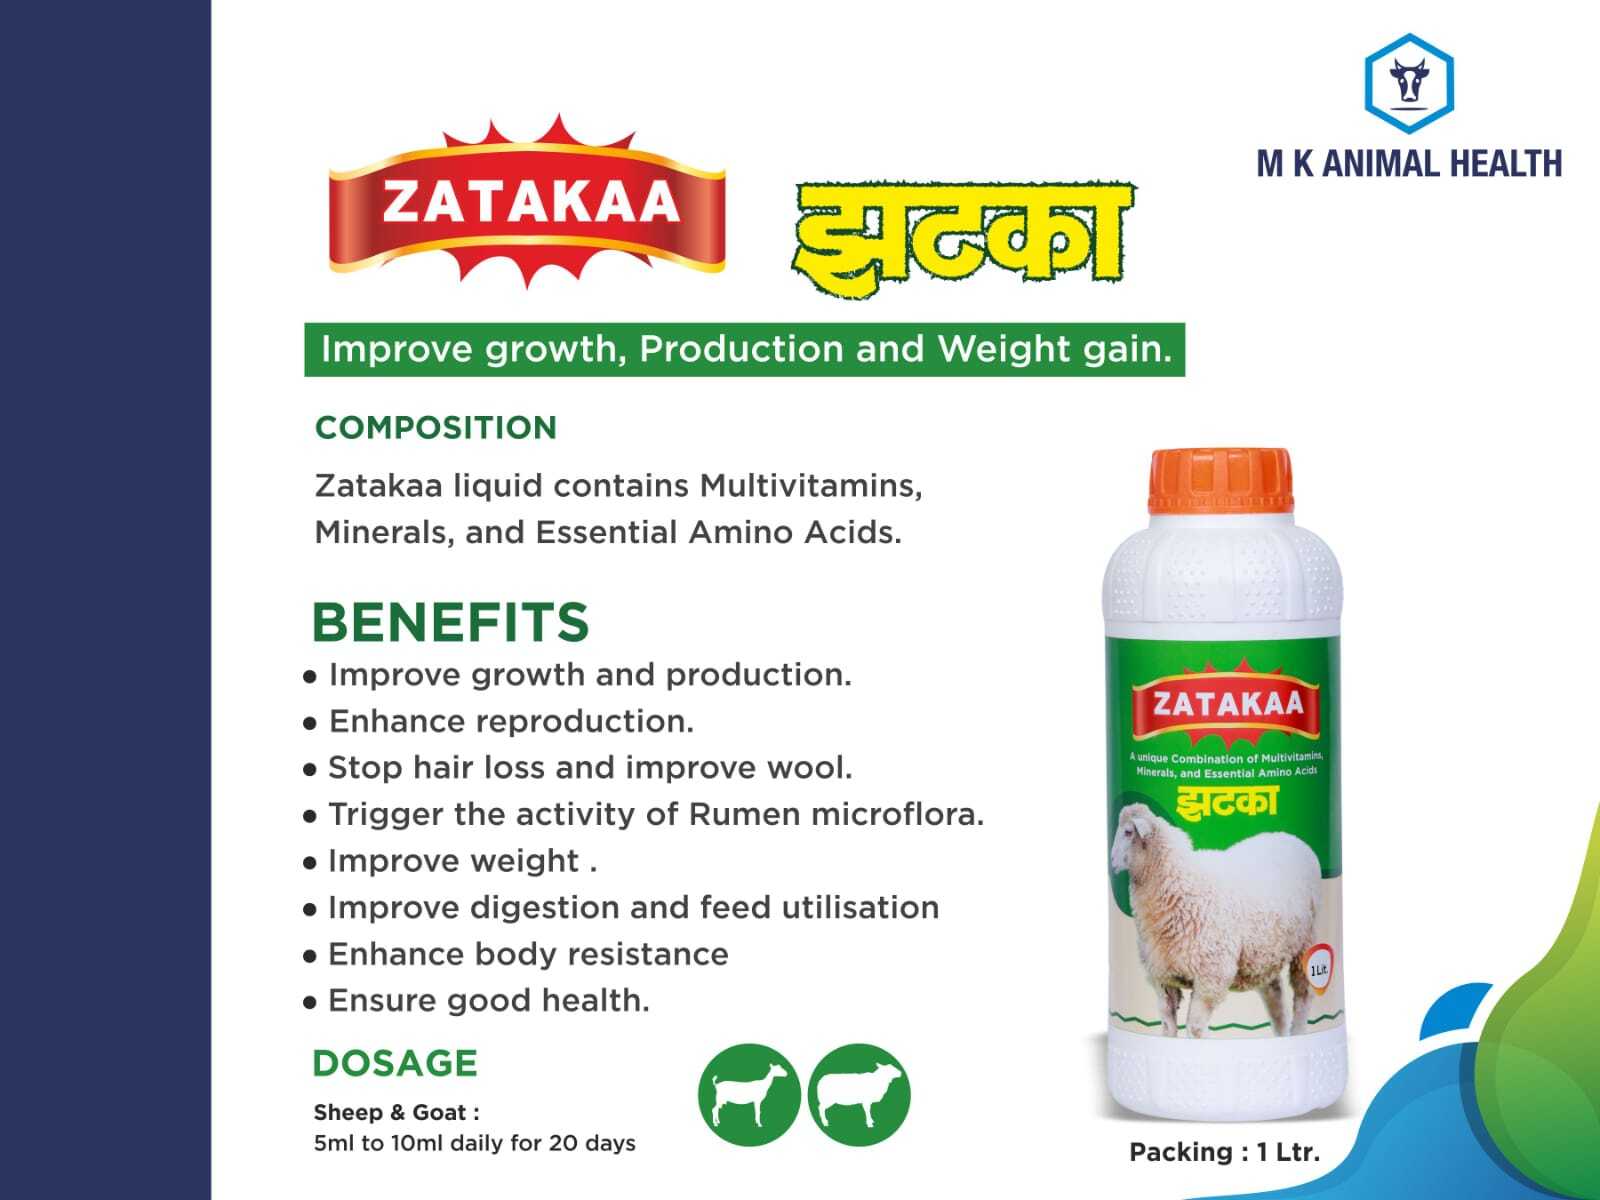 M K ANIMAL HEALTH
ZATAKAA
झटका
Improve growth, Production and Weight gain.
COMPOSITION
Zatakaa liquid contains Multivitamins,
Minerals, and Essential Amino Acids.
BENEFITS
• Improve growth and production.
• Enhance reproduction.
• Stop hair loss and improve wool.
• Trigger the activity of Rumen microflora.
• Improve weight .
• Improve digestion and feed utilisation
• Enhance body resistance
• Ensure good health.
DOSAGE
Sheep & Goat :
5ml to 10ml daily for 20 days
ZATAKAA
A unique Combination of Multivitamins,
Minerals, and Essential Amino Acids
झटका
1 Lit.
Packing : 1 Ltr.